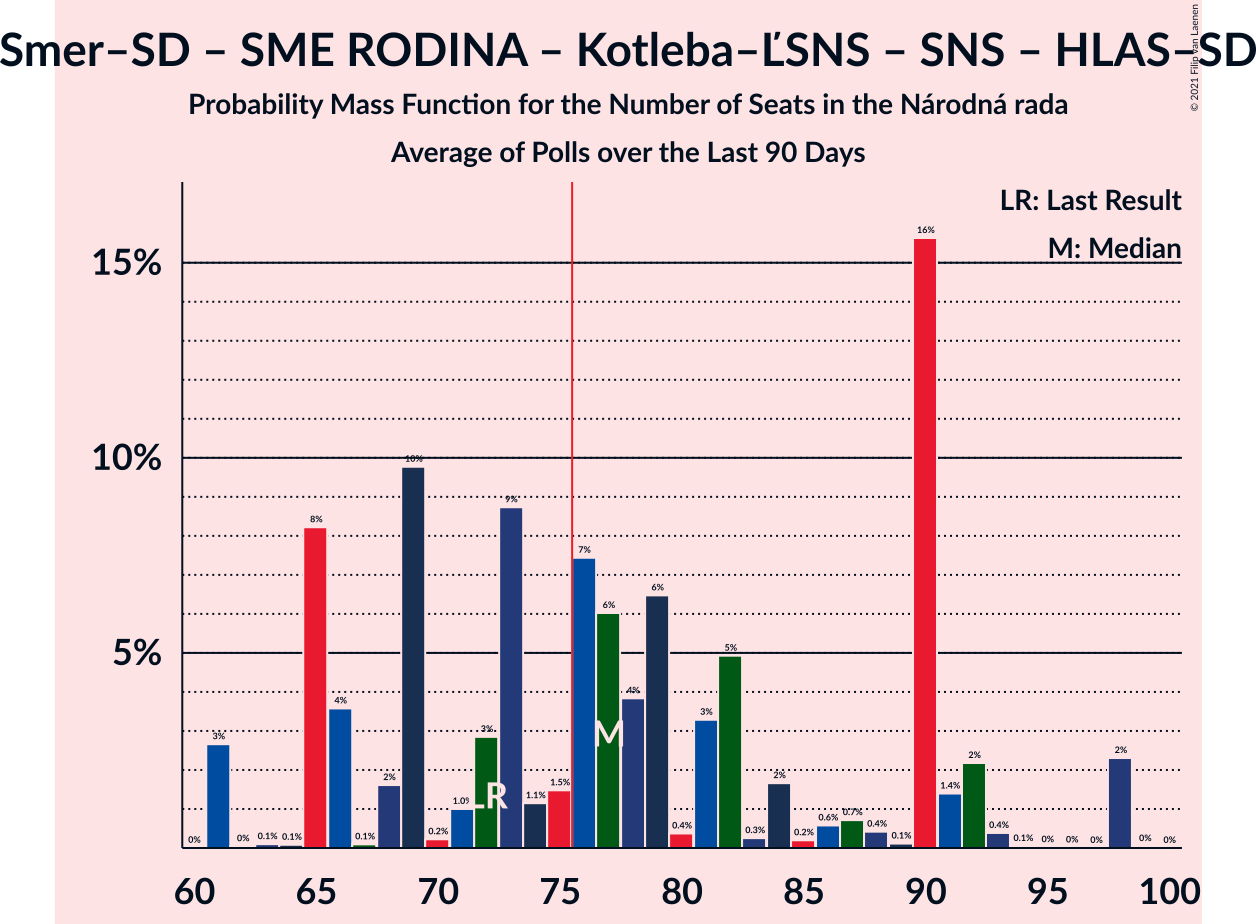 Smer–SD – SME RODINA – Kotleba–ĽSNS – SNS – HLAS–SD
© 2021 Filip van Laenen
Probability Mass Function for the Number of Seats in the Národná rada
Average of Polls over the Last 90 Days
LR: Last Result
M: Median
15%
10%
5%
0% 3% 0% 0.1% 0.1% 8% 4% 0.1% 2% 10% 0.2% 1.0% 3% 9% 1.1% 1.5% 7% 6% 4% 6% 0.4% 3% 5% 0.3% 2% 0.2% 0.6% 0.7% 0.4% 0.1% 16% 1.4% 2% 0.4% 0.1% 0% 0% 0% 2% 0% 0%
LR
M
60 65 70 75 80 85 90 95 100